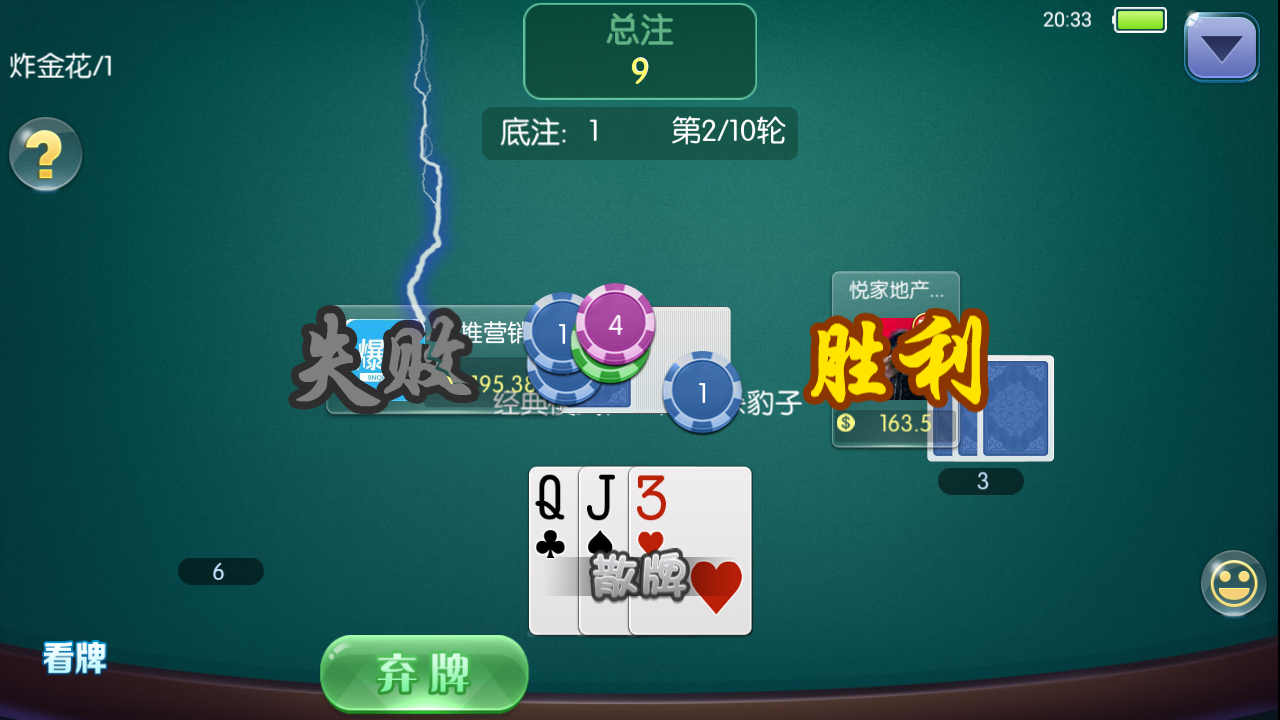 总注
20:33
9
炸金花/1
底注: 1 第2/10轮
?
悦家地产...
推营销
1
4
失败
爆
胜利
795.38
1
经典
豹子
$ 163.5
3
Q J 3
散牌
6
看牌
弃牌